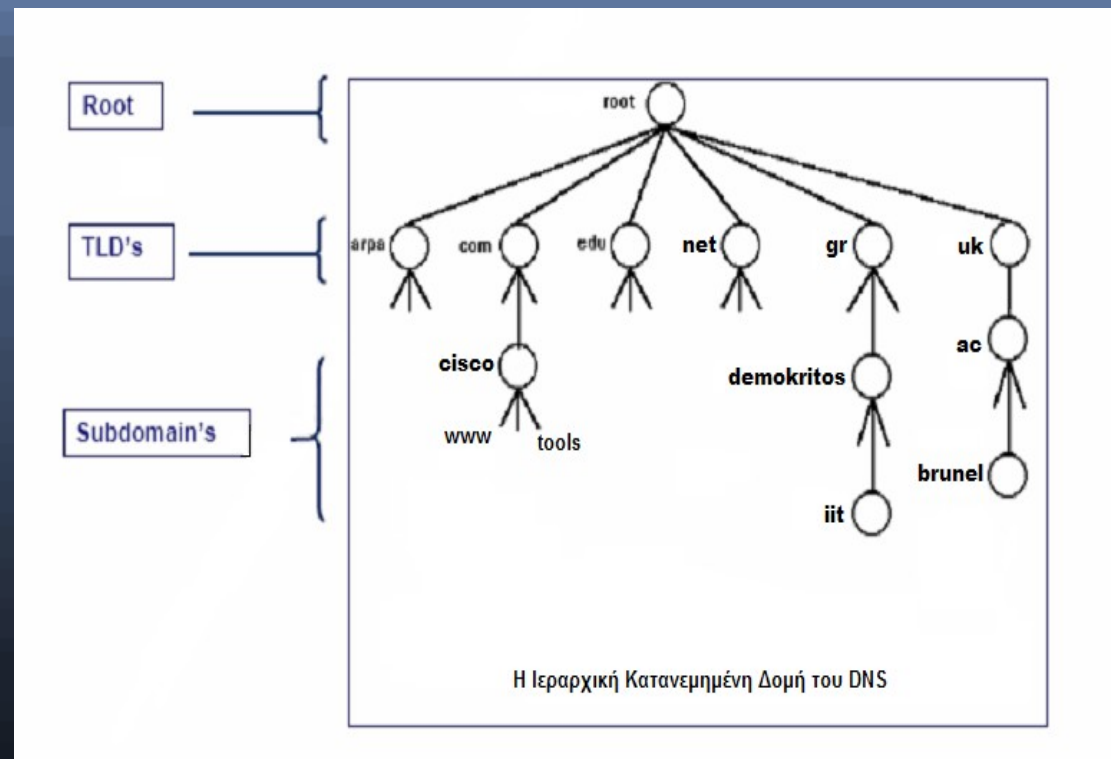 Root
root
TLD's
arpa
com
edu
net
gr
uk
cisco
ac
demokritos
Subdomain's
www
tools
brunel
iit
Η Ιεραρχική Κατανεμημένη Δομή του DNS